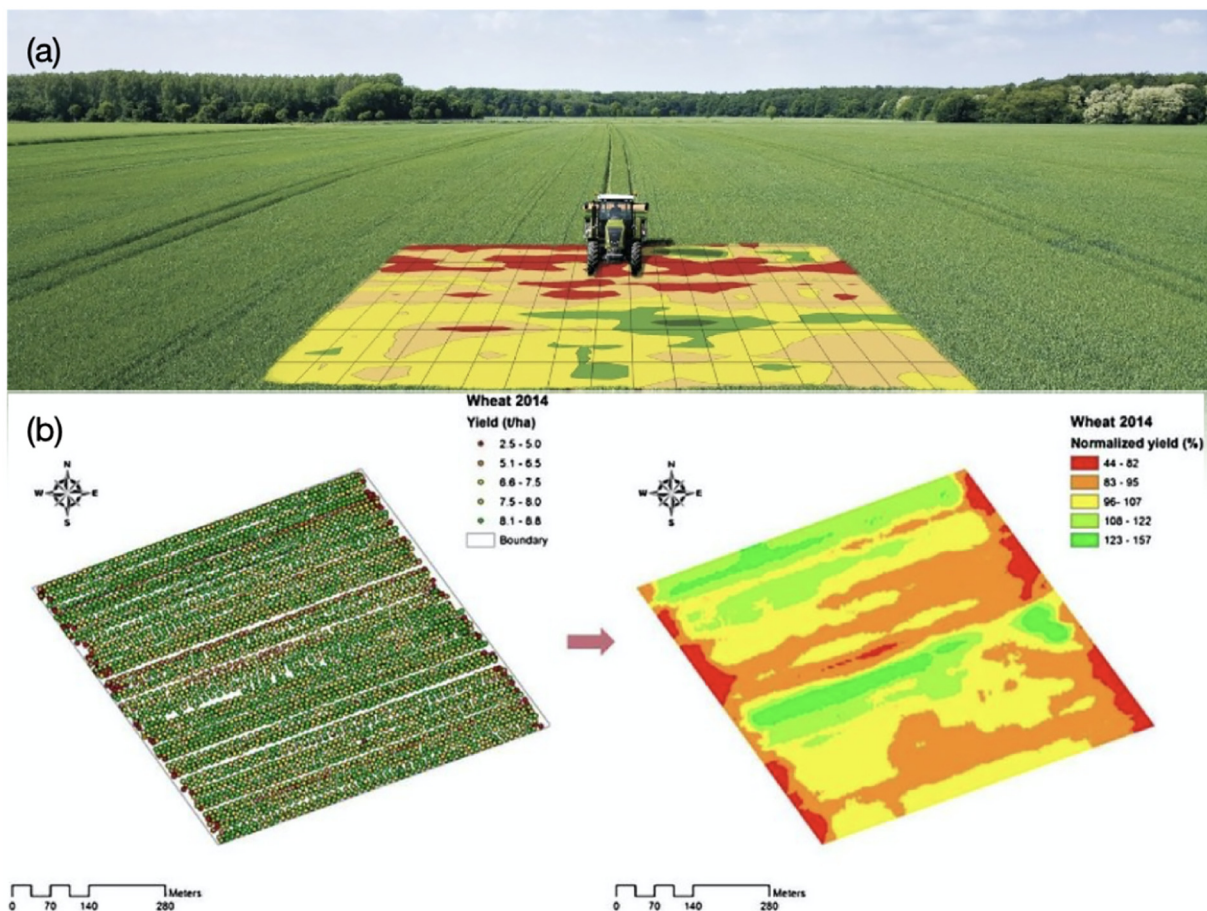 (a)
(b)
Wheat 2014
Yield (t/ha)
2.5 - 5.0
5.1 - 6.5
6.6 - 7.5
7.5 - 8.0
8.1 - 8.8
Boundary
N
W E
S
Meters
0 70 140 280
Wheat 2014
Normalized yield (%)
44 - 82
83 - 95
96- 107
108 - 122
123 - 157
N
W E
S
Meters
0 70 140 280